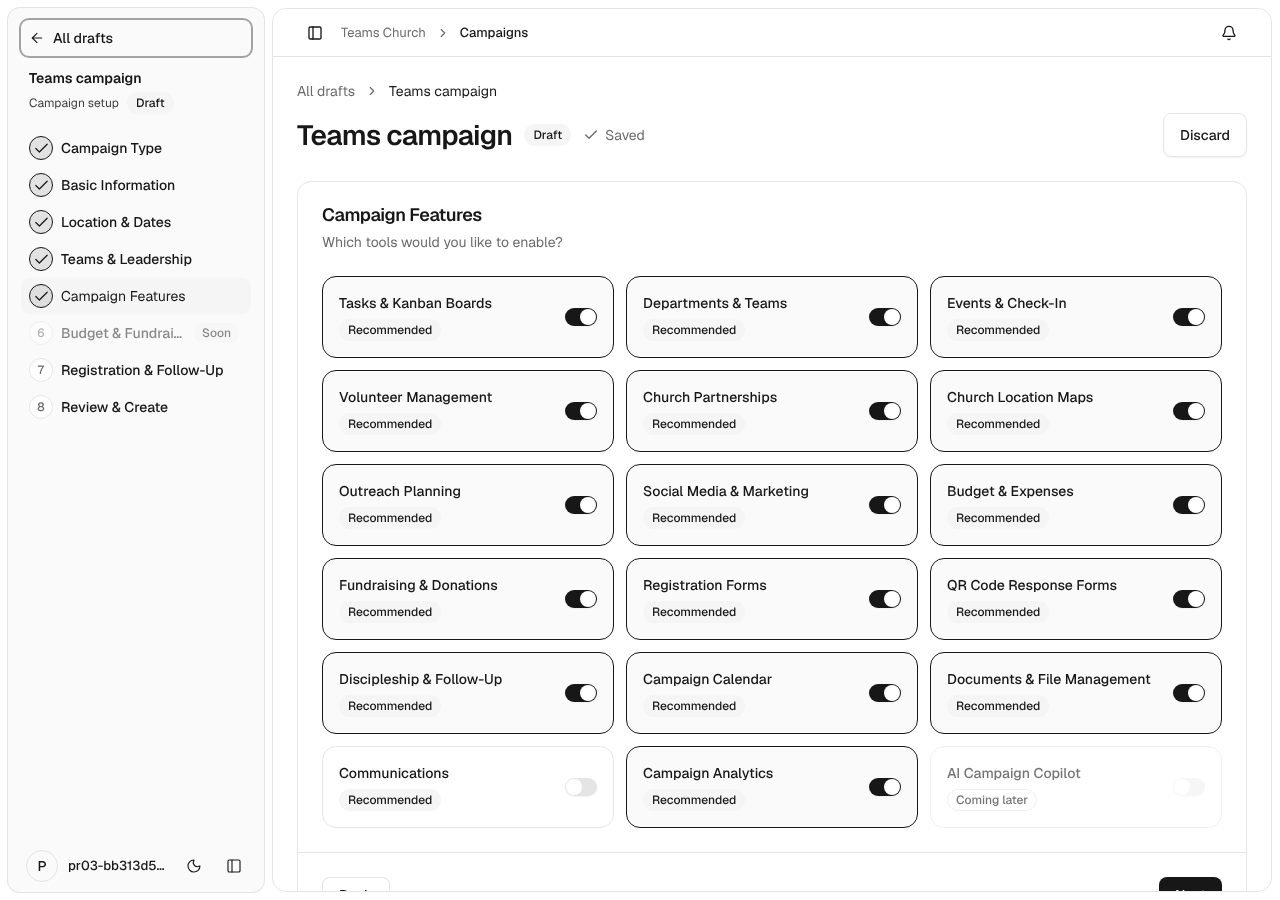 All drafts
Teams campaign
Campaign setup Draft
Campaign Type
Basic Information
Location & Dates
Teams & Leadership
Campaign Features
6 Budget & Fundrai... Soon
7 Registration & Follow-Up
8 Review & Create
P pr03-bb313d5...
Teams Church > Campaigns
All drafts > Teams campaign
Teams campaign Draft Saved Discard
Campaign Features
Which tools would you like to enable?
Tasks & Kanban Boards
Recommended
Departments & Teams
Recommended
Events & Check-In
Recommended
Volunteer Management
Recommended
Church Partnerships
Recommended
Church Location Maps
Recommended
Outreach Planning
Recommended
Social Media & Marketing
Recommended
Budget & Expenses
Recommended
Fundraising & Donations
Recommended
Registration Forms
Recommended
QR Code Response Forms
Recommended
Discipleship & Follow-Up
Recommended
Campaign Calendar
Recommended
Documents & File Management
Recommended
Communications
Recommended
Campaign Analytics
Recommended
AI Campaign Copilot
Coming later